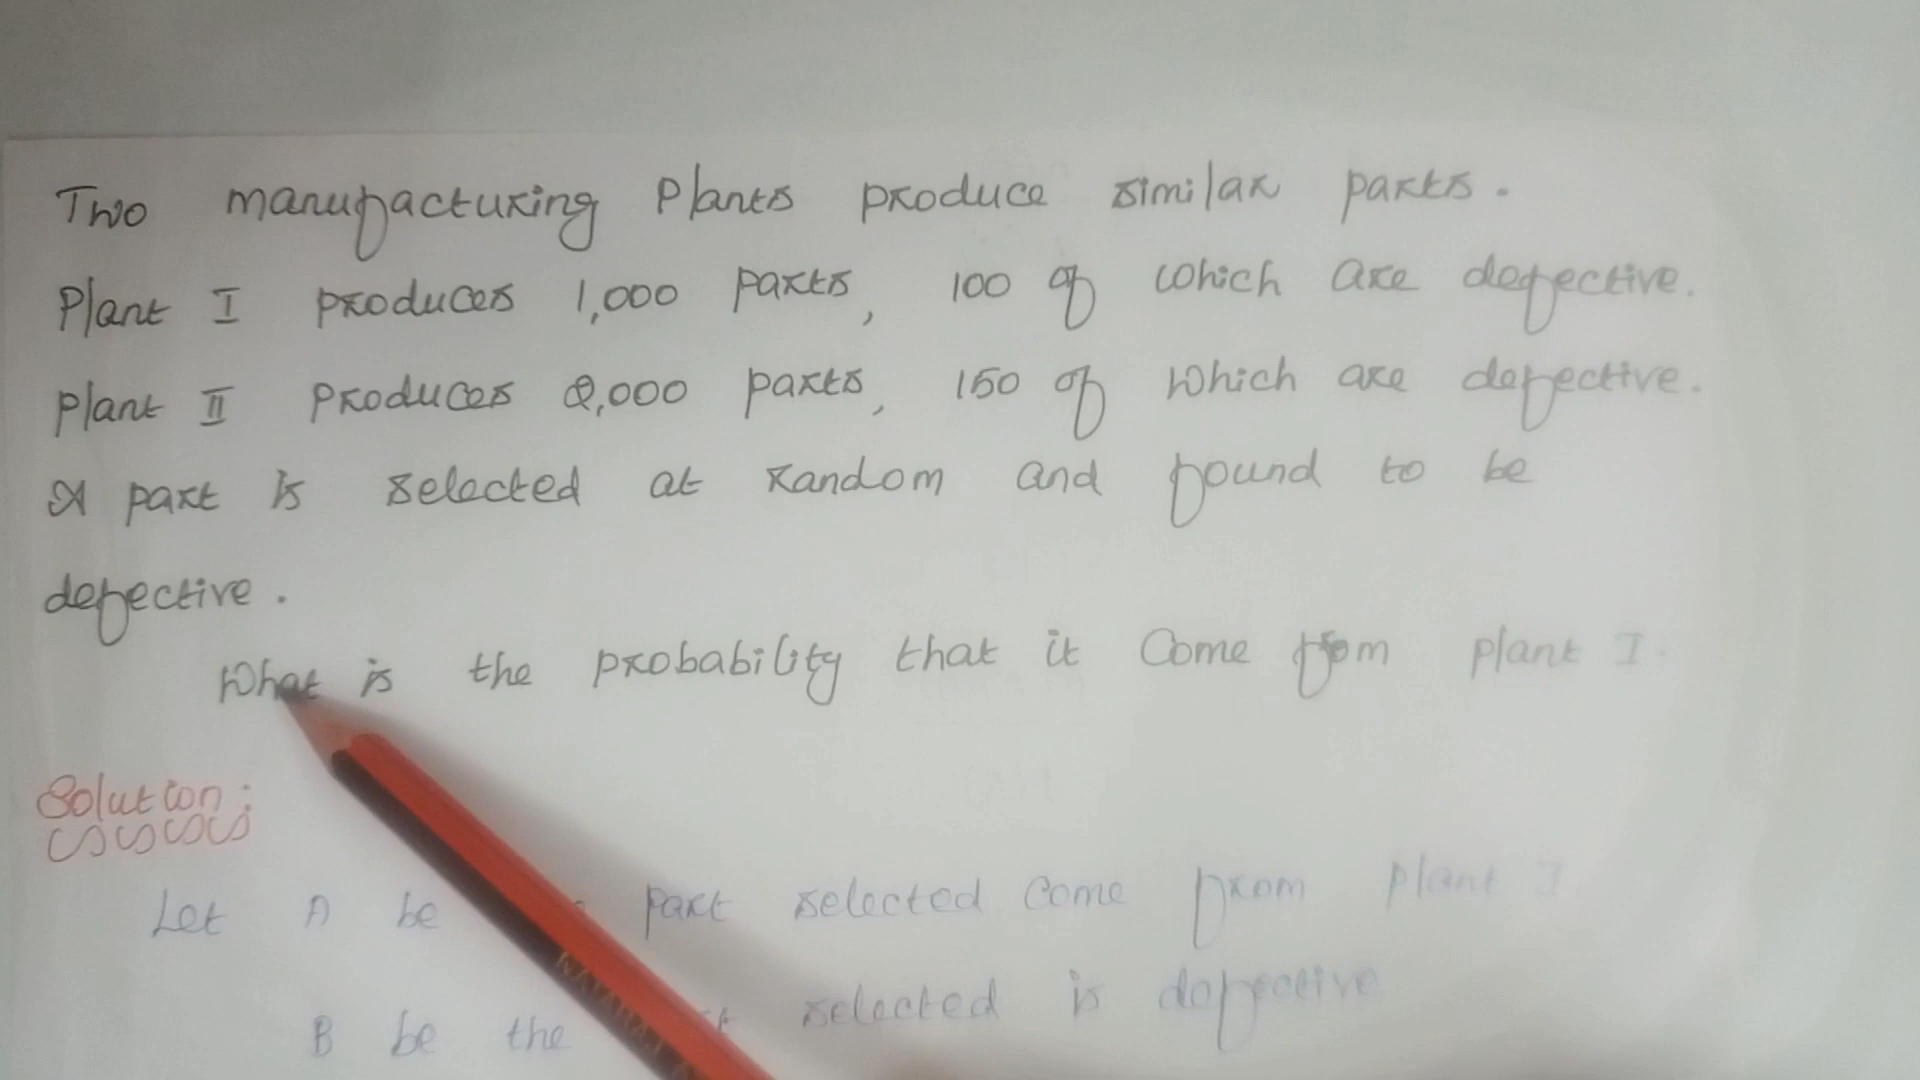 Two manufacturing Plants produce similar parts.
Plant I produces 1,000 parts, 100 of which are defective.
Plant II produces 2,000 parts, 150 of which are defective.
A part is selected at random and found to be
defective.
What is the probability that it Come from plant I.
Solution:
Let A be part selected Come from Plant I
B be the selected is defective